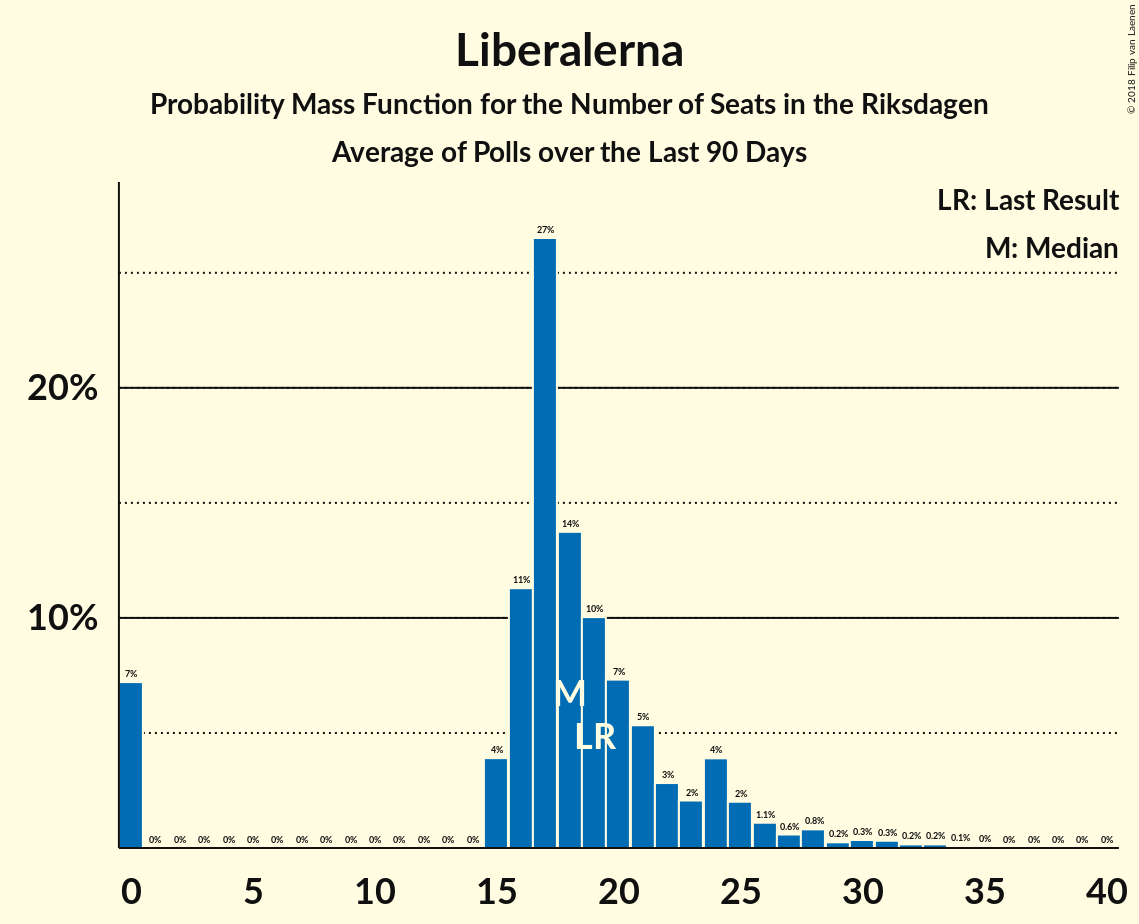 Liberalerna
Probability Mass Function for the Number of Seats in the Riksdagen
Average of Polls over the Last 90 Days
© 2018 Filip van Laenen
LR: Last Result
M: Median
20%
10%
7% 0% 0% 0% 0% 0% 0% 0% 0% 0% 0% 0% 0% 0% 0% 4% 11% 27% 14% 10% 7% 5% 3% 2% 4% 2% 1.1% 0.6% 0.8% 0.2% 0.3% 0.3% 0.2% 0.2% 0.1% 0% 0% 0% 0% 0% 0%
M
LR
0 5 10 15 20 25 30 35 40